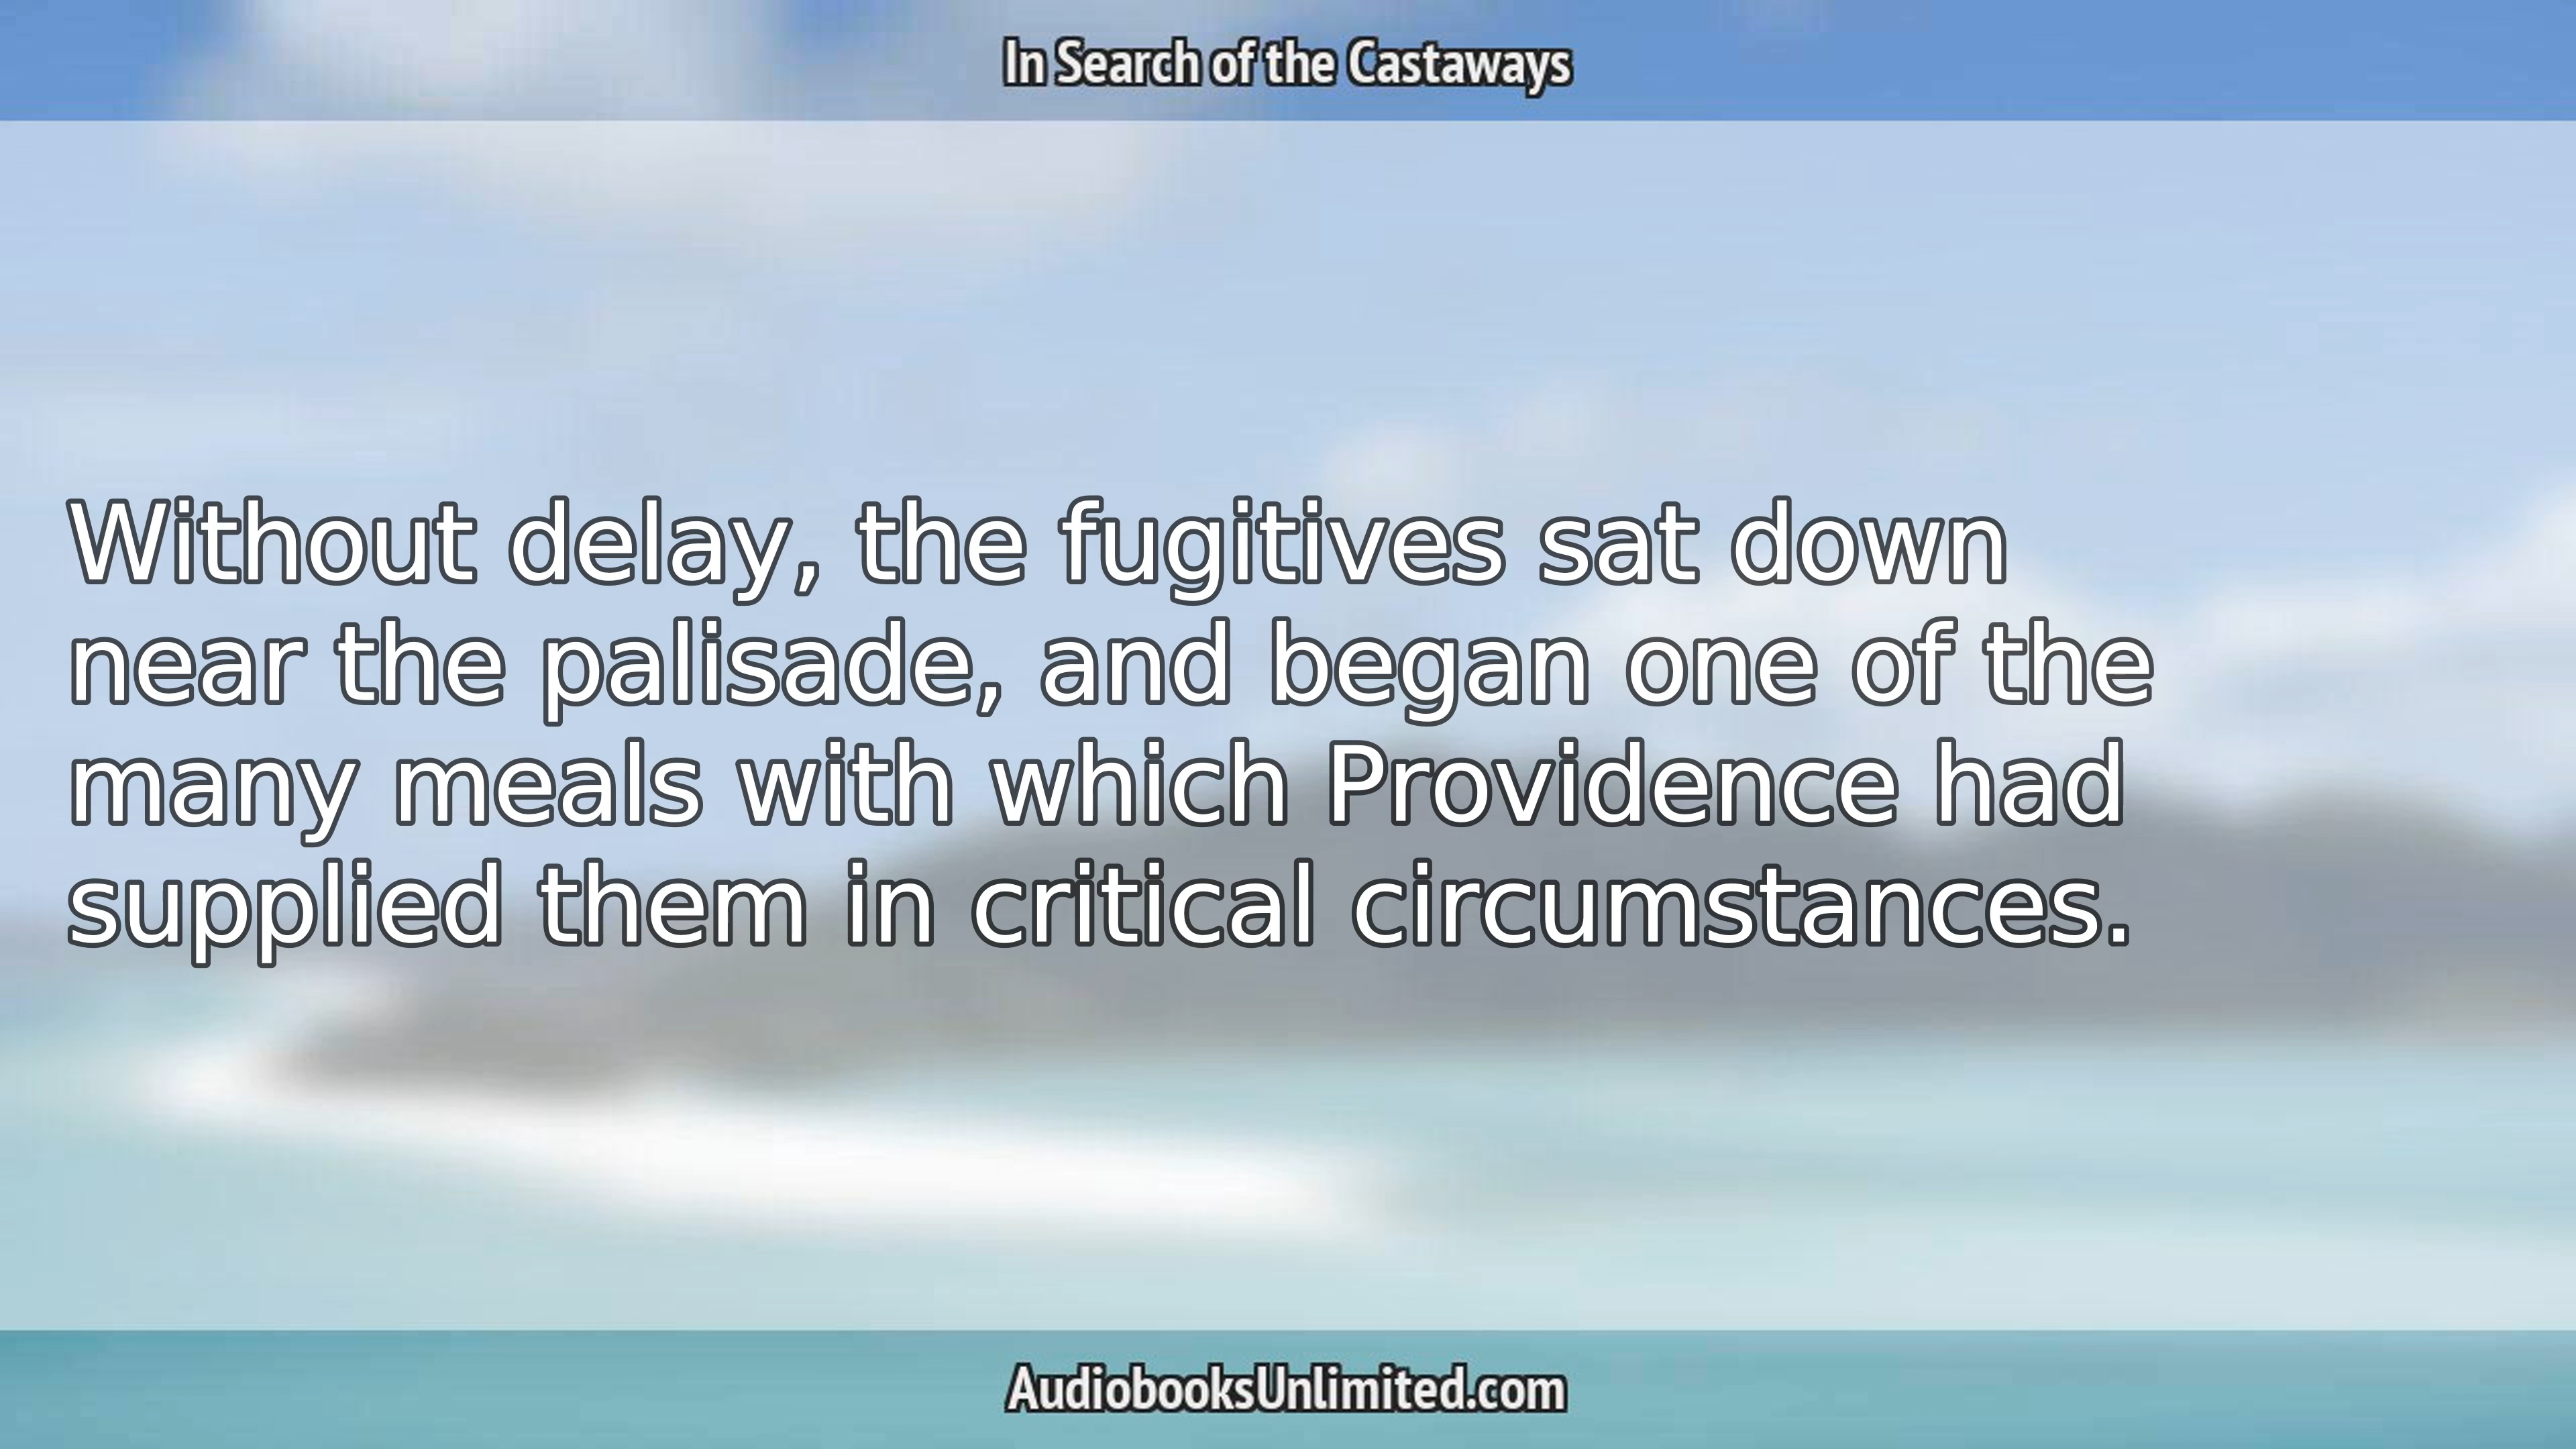 In Search of the Castaways
Without delay, the fugitives sat down
near the palisade, and began one of the
many meals with which Providence had
supplied them in critical circumstances.
AudiobooksUnlimited.com